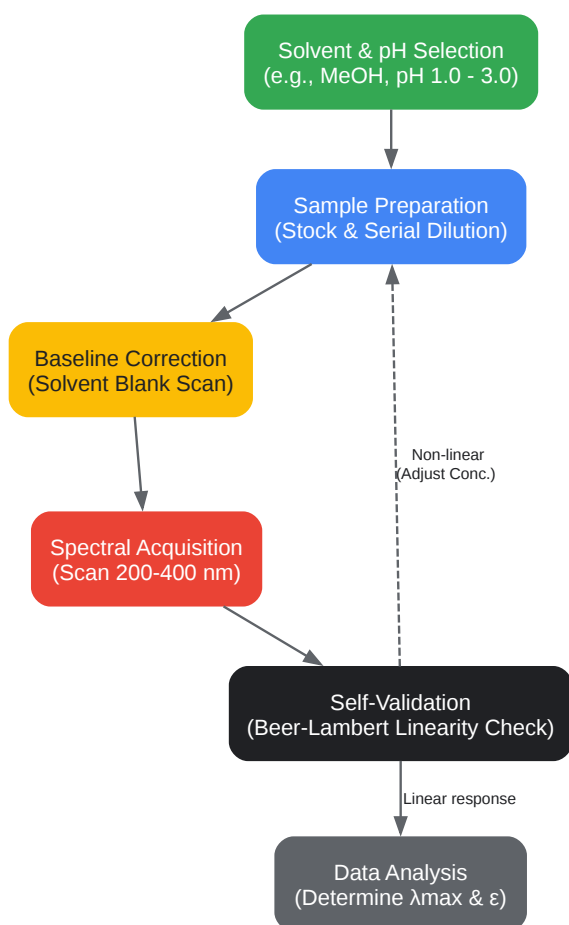 Solvent & pH Selection
(e.g., MeOH, pH 1.0 - 3.0)
Sample Preparation
(Stock & Serial Dilution)
Baseline Correction
(Solvent Blank Scan)
Non-linear
(Adjust Conc.)
Spectral Acquisition
(Scan 200-400 nm)
Self-Validation
(Beer-Lambert Linearity Check)
Linear response
Data Analysis
(Determine λmax & ε)